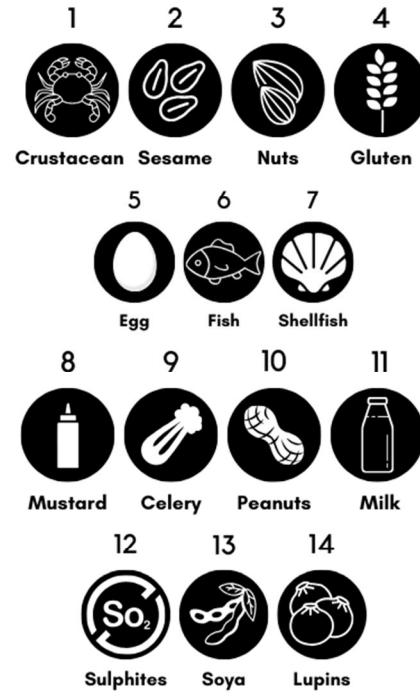 1 2 3 4
Crustacean Sesame Nuts Gluten
5 6 7
Egg Fish Shellfish
8 9 10 11
Mustard Celery Peanuts Milk
12 13 14
So2
Sulphites Soya Lupins